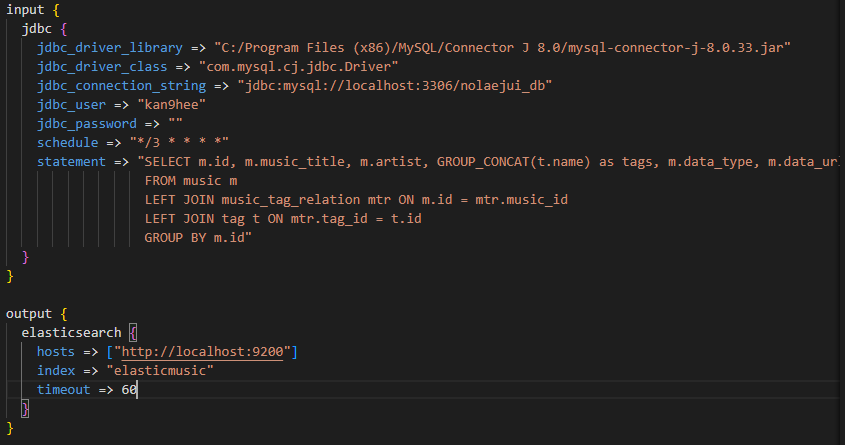 input {
jdbc {
jdbc_driver_library => "C:/Program Files (x86)/MySQL/Connector J 8.0/mysql-connector-j-8.0.33.jar"
jdbc_driver_class => "com.mysql.cj.jdbc.Driver"
jdbc_connection_string => "jdbc:mysql://localhost:3306/nolaejui_db"
jdbc_user => "kan9hee"
jdbc_password => ""
schedule => "*/3 * * * *"
statement => "SELECT m.id, m.music_title, m.artist, GROUP_CONCAT(t.name) as tags, m.data_type, m.data_ur
FROM music m
LEFT JOIN music_tag_relation mtr ON m.id = mtr.music_id
LEFT JOIN tag t ON mtr.tag_id = t.id
GROUP BY m.id"
}
}
output {
elasticsearch {
hosts => ["http://localhost:9200"]
index => "elasticmusic"
timeout => 60
}
}